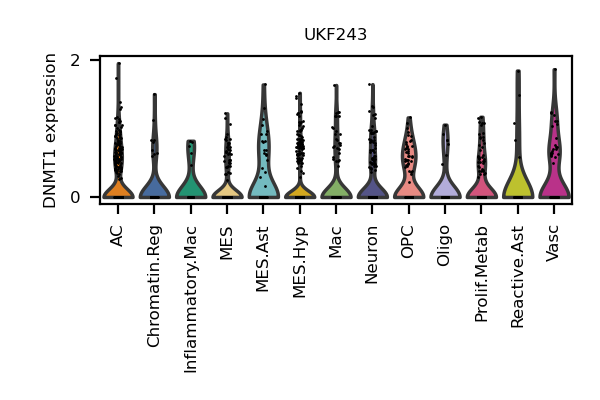 UKF243
DNMT1 expression
2
0
AC
Chromatin.Reg
Inflammatory.Mac
MES
MES.Ast
MES.Hyp
Mac
Neuron
OPC
Oligo
Prolif.Metab
Reactive.Ast
Vasc